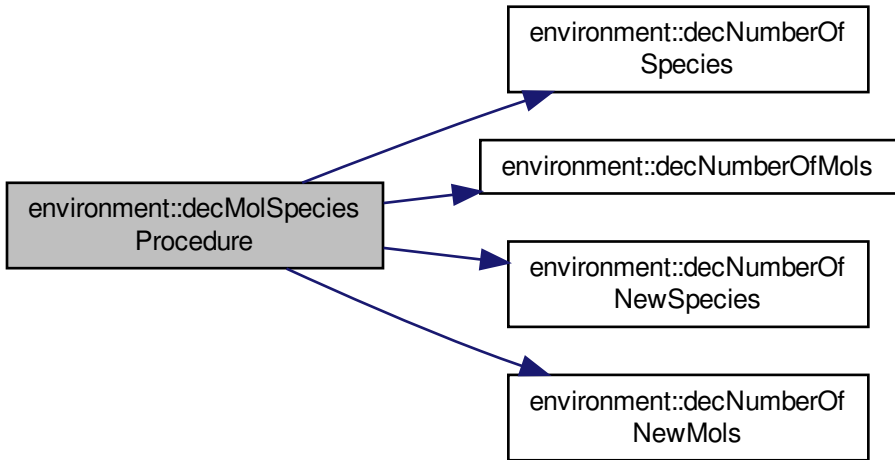 environment::decNumberOf
Species
environment::decNumberOfMols
environment::decMolSpecies
Procedure
environment::decNumberOf
NewSpecies
environment::decNumberOf
NewMols